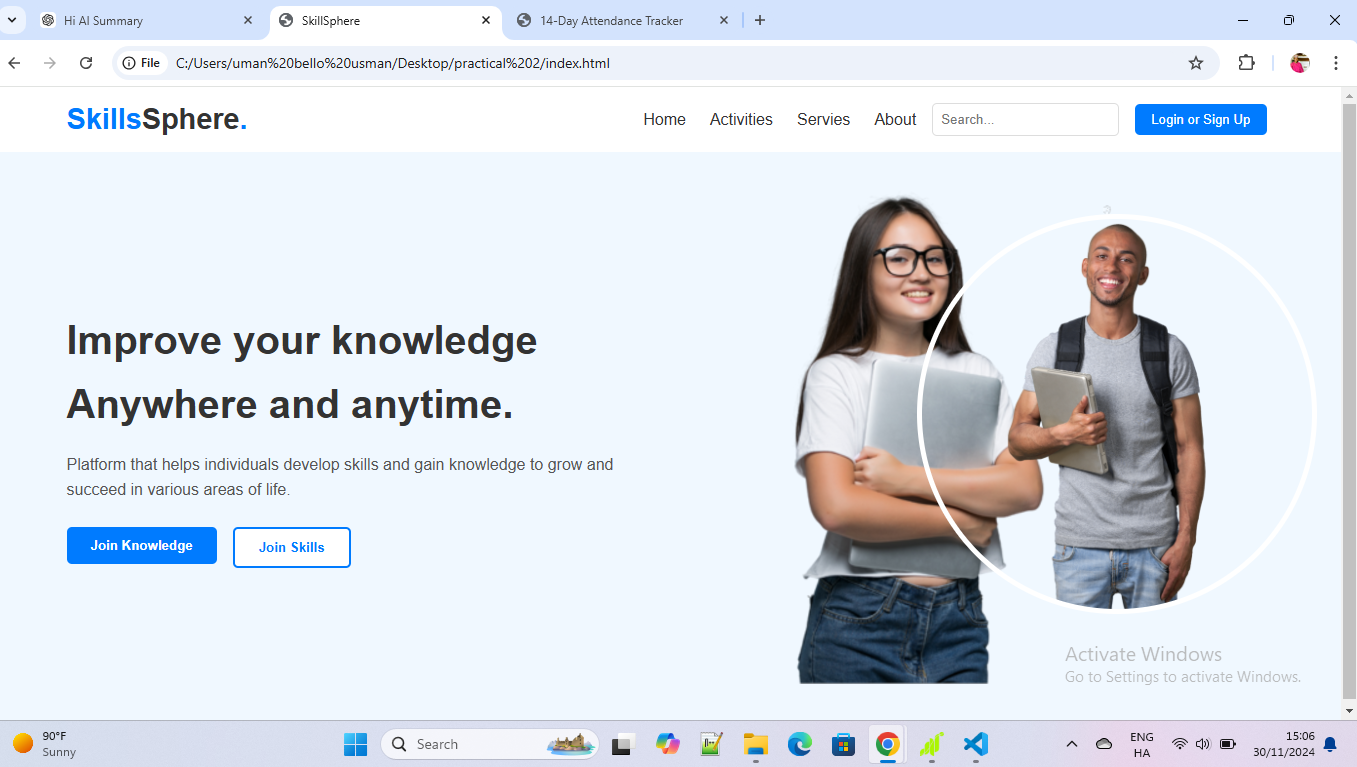 Hi AI Summary
SkillSphere
14-Day Attendance Tracker
File
C:/Users/uman%20bello%20usman/Desktop/practical%202/index.html
SkillsSphere.
Home
Activities
Servies
About
Search...
Login or Sign Up
Improve your knowledge
Anywhere and anytime.
Platform that helps individuals develop skills and gain knowledge to grow and
succeed in various areas of life.
Join Knowledge
Join Skills
Activate Windows
Go to Settings to activate Windows.
90°F
Sunny
Search
ENG
HA
15:06
30/11/2024